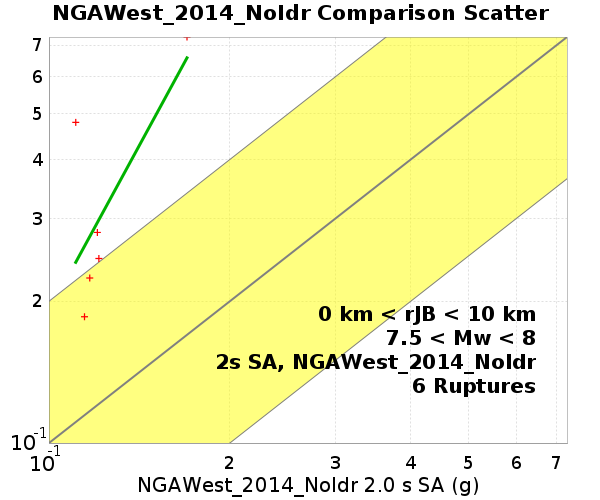 NGAWest_2014_NoIdr Comparison Scatter
7
6
5
4
3
2
10-1
0 km < rJB < 10 km
7.5 < Mw < 8
2s SA, NGAWest_2014_NoIdr
6 Ruptures
10-1 2 3 4 5 6 7
NGAWest_2014_NoIdr 2.0 s SA (g)